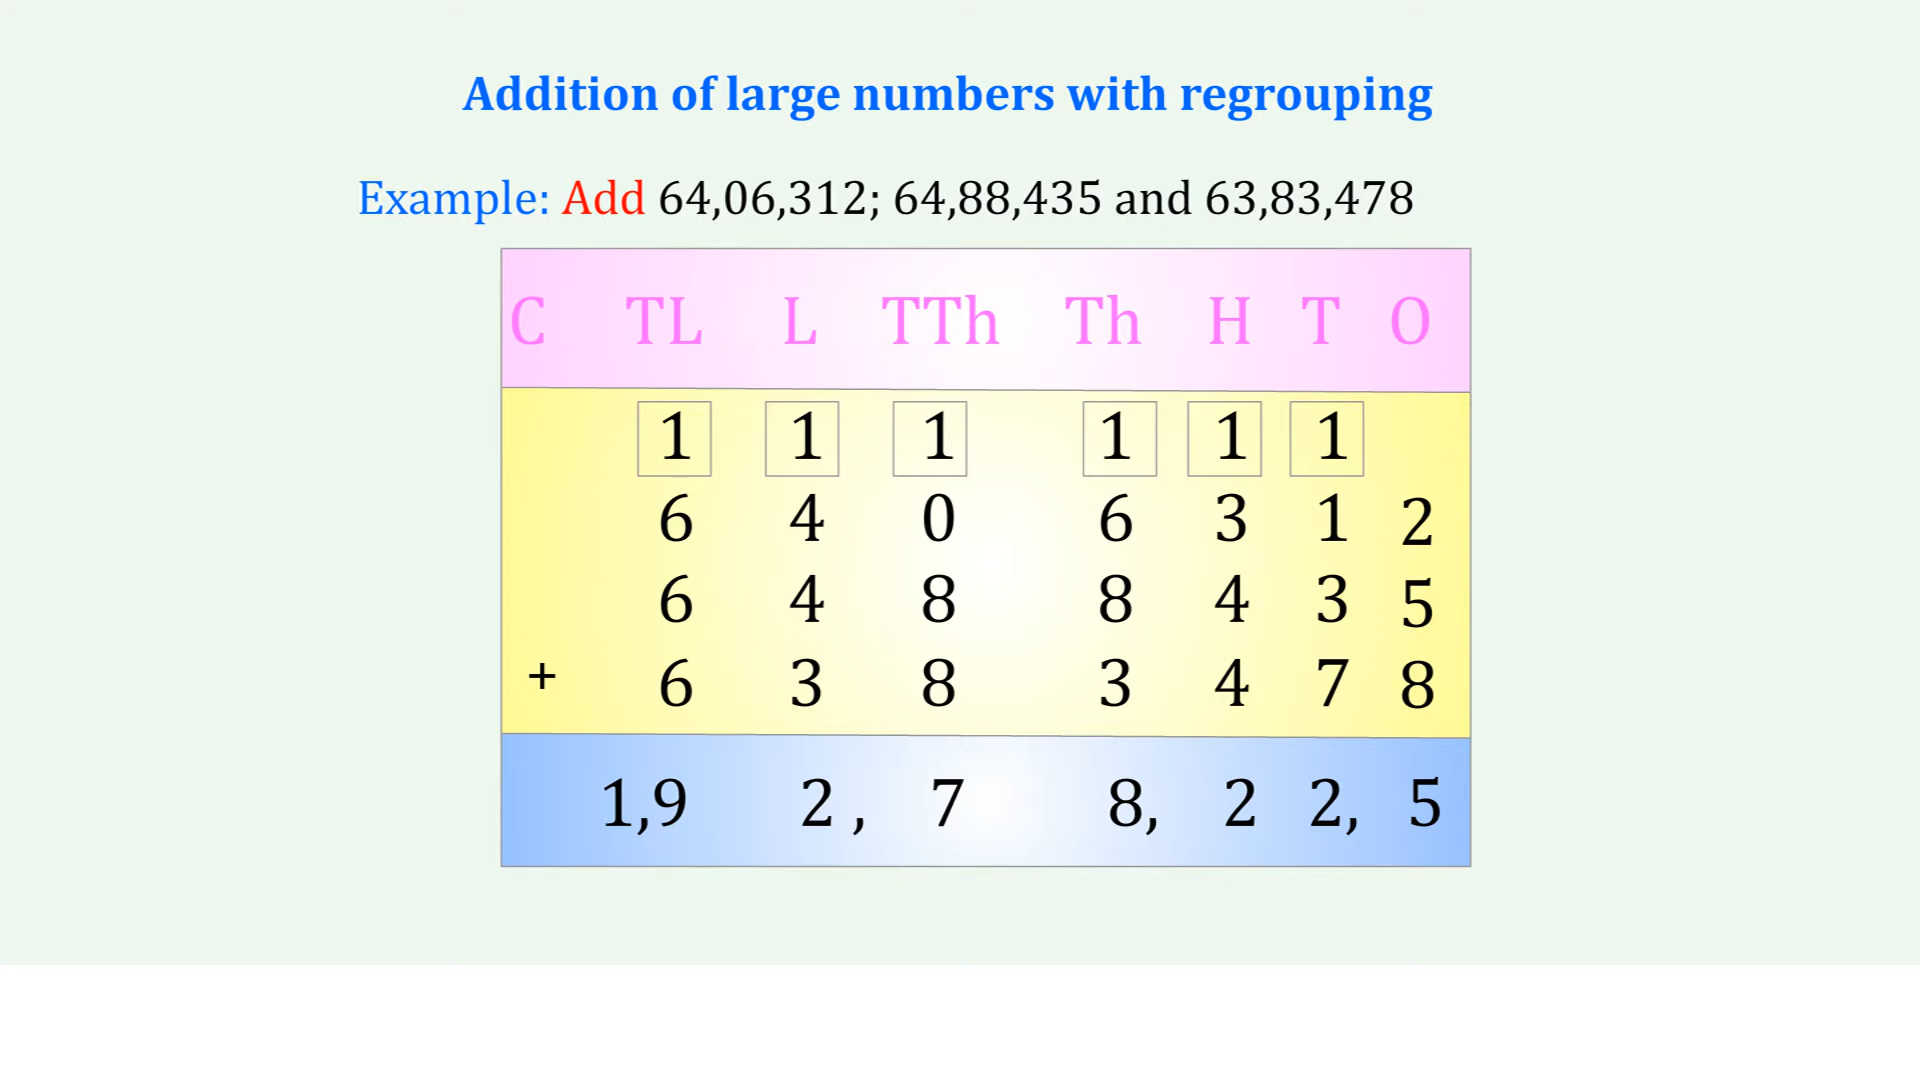 Addition of large numbers with regrouping
Example: Add 64,06,312; 64,88,435 and 63,83,478
C TL L TTh Th H T O
1 1 1 1 1 1
6 4 0 6 3 1 2
6 4 8 8 4 3 5
+ 6 3 8 3 4 7 8
1,9 2 , 7 8, 2 2, 5